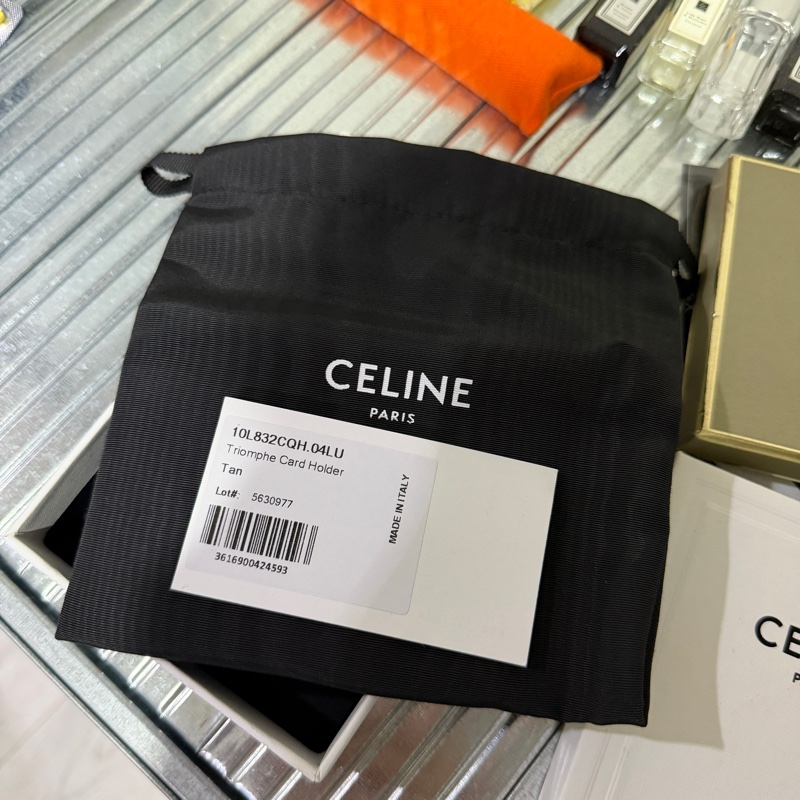 CELINE
PARIS
10L832CQH.04LU
Triomphe Card Holder
Tan
Lot#: 5630977
MADE IN ITALY
3616900424593
CE
P